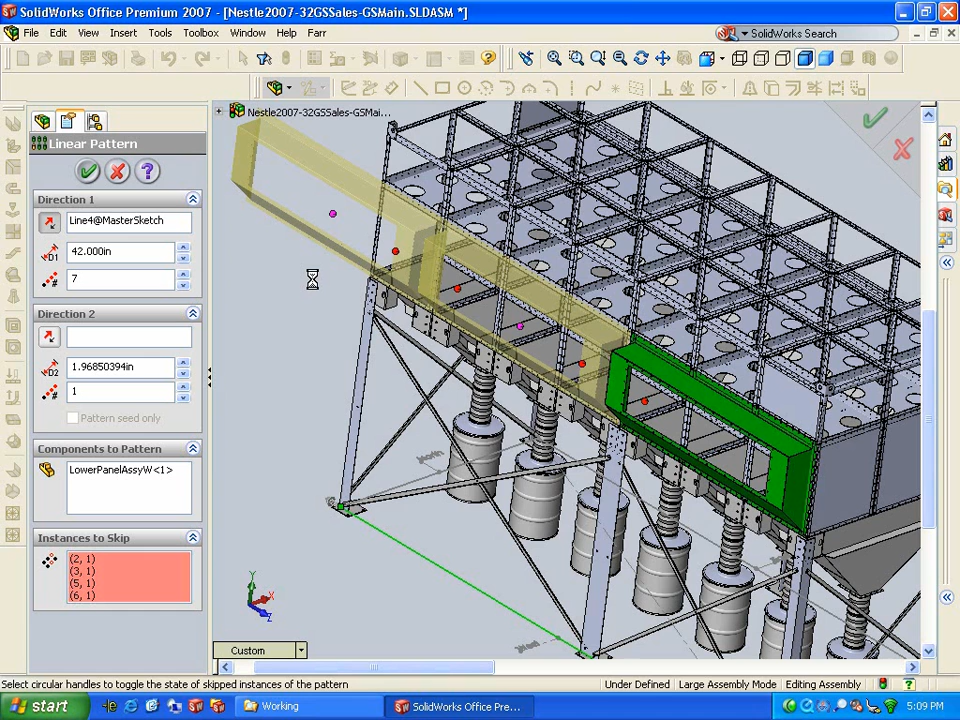 SolidWorks Office Premium 2007 - [Nestle2007-32GSSales-GSMain.SLDASM *]
File Edit View Insert Tools Toolbox Window Help Farr
SolidWorks Search
Nestle2007-32GSSales-GSMai...
Linear Pattern
Direction 1
Line4@MasterSketch
D1
42.000in
#
7
Direction 2
D2
1.96850394in
#
1
Pattern seed only
Components to Pattern
LowerPanelAssyW<1>
Instances to Skip
(2, 1)
(3, 1)
(5, 1)
(6, 1)
Y
X
Z
Custom
Select circular handles to toggle the state of skipped instances of the pattern
Under Defined
Large Assembly Mode
Editing Assembly
start
Working
SolidWorks Office Pre...
5:09 PM